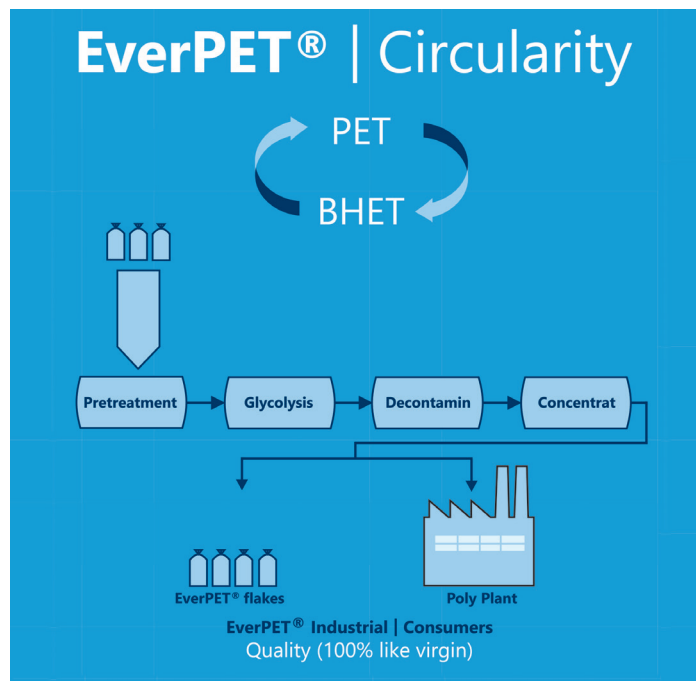 EverPET® | Circularity
PET
BHET
Pretreatment
Glycolysis
Decontamin
Concentrat
EverPET® flakes
Poly Plant
EverPET® Industrial | Consumers
Quality (100% like virgin)